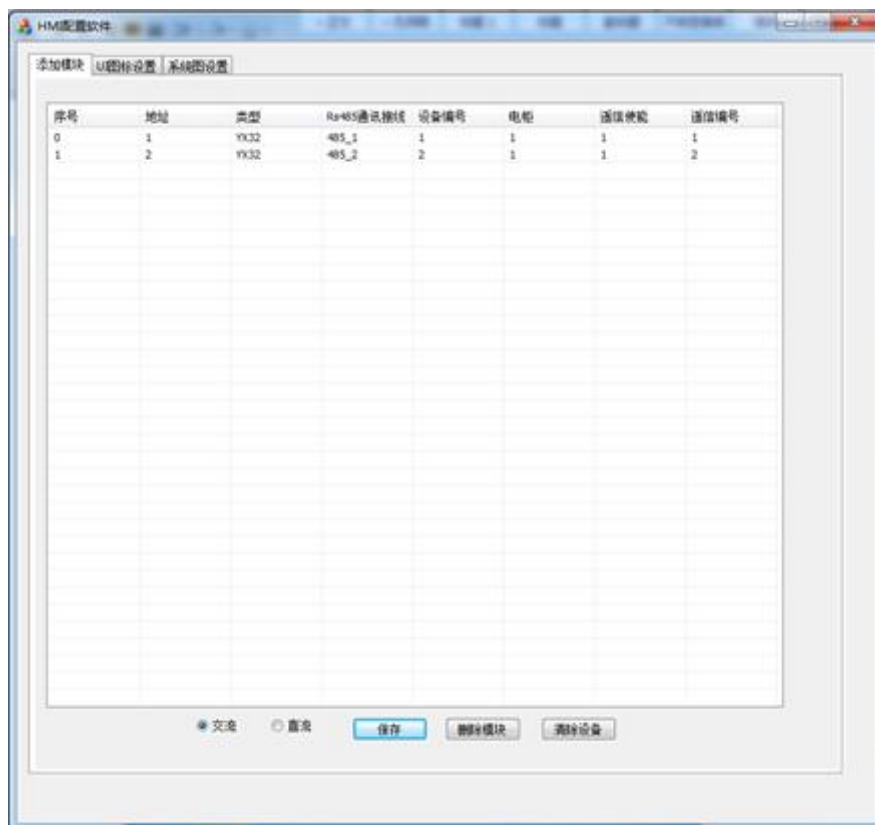 HMI配置软件
添加模块 UI图标设置 系统图设置
序号 地址 类型 Rs485通讯接线 设备编号 电柜 遥信使能 遥信编号
0 1 YX32 485_1 1 1 1 1
1 2 YX32 485_2 2 1 1 2
交流 直流 保存 删除模块 清除设备